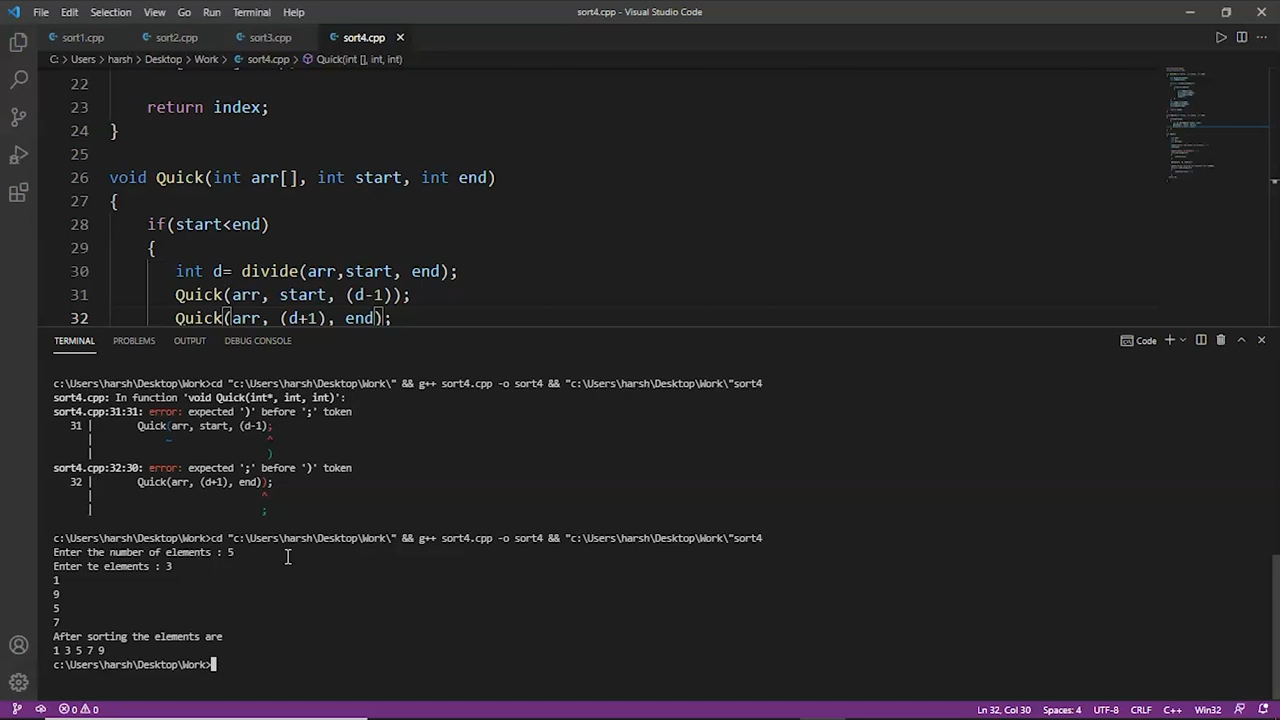 File Edit Selection View Go Run Terminal Help sort4.cpp - Visual Studio Code
sort1.cpp sort2.cpp sort3.cpp sort4.cpp
C: > Users > harsh > Desktop > Work > sort4.cpp > Quick(int [], int, int)
22
23 return index;
24 }
25
26 void Quick(int arr[], int start, int end)
27 {
28 if(start<end)
29 {
30 int d= divide(arr,start, end);
31 Quick(arr, start, (d-1));
32 Quick(arr, (d+1), end);
TERMINAL PROBLEMS OUTPUT DEBUG CONSOLE Code
c:\Users\harsh\Desktop\Work>cd "c:\Users\harsh\Desktop\Work\" && g++ sort4.cpp -o sort4 && "c:\Users\harsh\Desktop\Work\"sort4
sort4.cpp: In function 'void Quick(int*, int, int)':
sort4.cpp:31:31: error: expected ')' before ';' token
31 | Quick(arr, start, (d-1);
| ~ ^
| )
sort4.cpp:32:30: error: expected ';' before ')' token
32 | Quick(arr, (d+1), end));
| ^
| ;
c:\Users\harsh\Desktop\Work>cd "c:\Users\harsh\Desktop\Work\" && g++ sort4.cpp -o sort4 && "c:\Users\harsh\Desktop\Work\"sort4
Enter the number of elements : 5
Enter te elements : 3
1
9
5
7
After sorting the elements are
1 3 5 7 9
c:\Users\harsh\Desktop\Work>
0 0 Ln 32, Col 30 Spaces: 4 UTF-8 CRLF C++ Win32